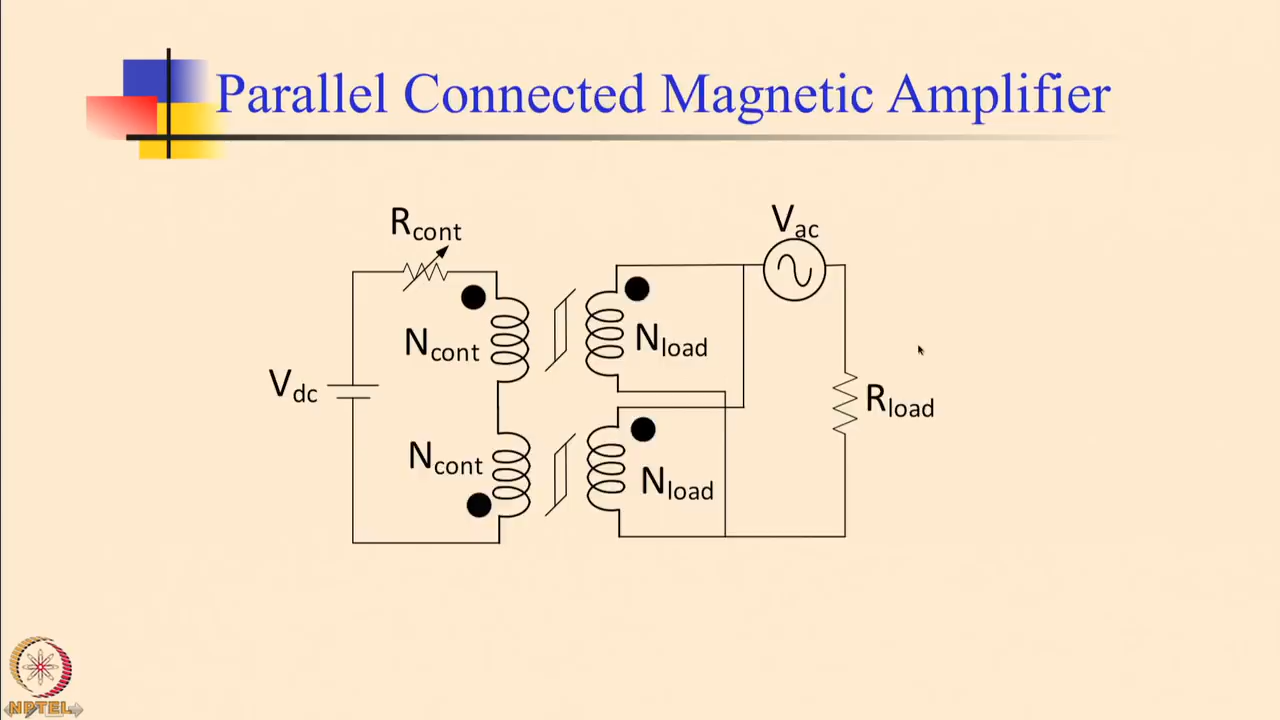 Parallel Connected Magnetic Amplifier
Rcont
Vac
Ncont
Nload
Vdc
Rload
Ncont
Nload
NPTEL